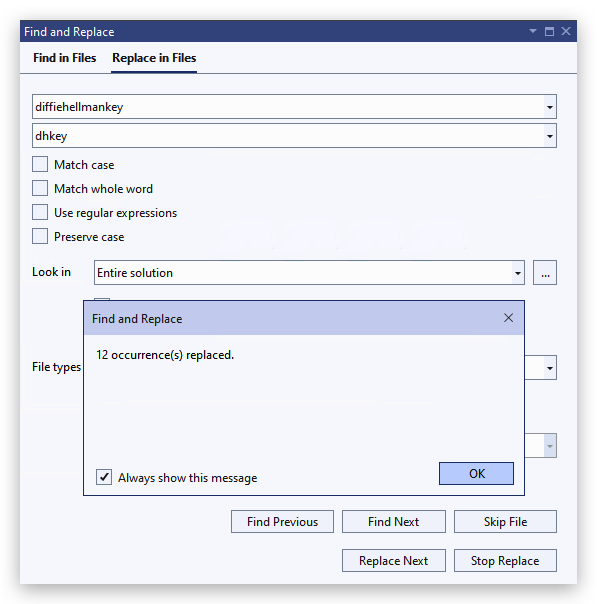 Find and Replace
Find in Files Replace in Files
diffiehellmankey
dhkey
Match case
Match whole word
Use regular expressions
Preserve case
Look in Entire solution ...
Find and Replace
12 occurrence(s) replaced.
File types
Always show this message OK
Find Previous Find Next Skip File
Replace Next Stop Replace